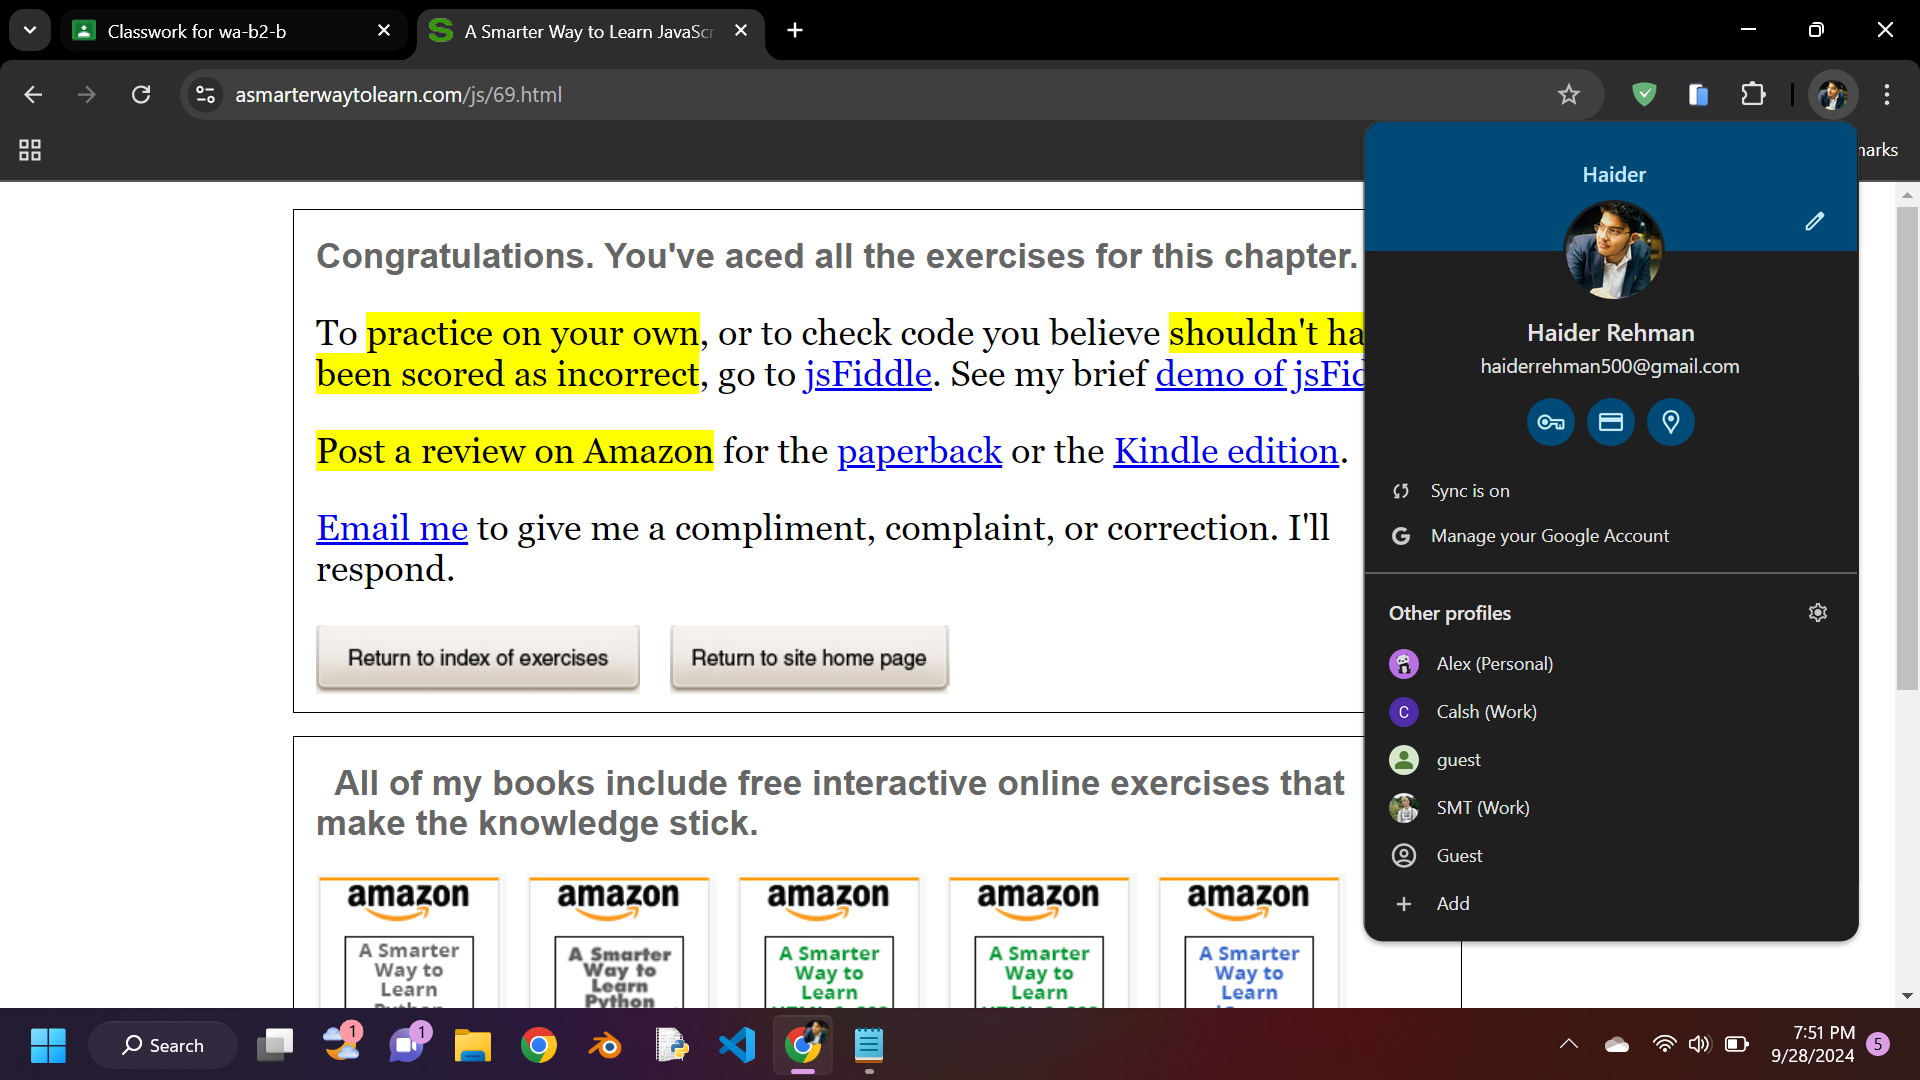 Classwork for wa-b2-b
A Smarter Way to Learn JavaScr
asmarterwaytolearn.com/js/69.html
marks
Congratulations. You've aced all the exercises for this chapter.
To practice on your own, or to check code you believe shouldn't ha
been scored as incorrect, go to jsFiddle. See my brief demo of jsFid
Post a review on Amazon for the paperback or the Kindle edition.
Email me to give me a compliment, complaint, or correction. I'll
respond.
Return to index of exercises
Return to site home page
All of my books include free interactive online exercises that
make the knowledge stick.
amazon
A Smarter
Way to
Learn
Python
amazon
A Smarter
Way to
Learn
Python
amazon
A Smarter
Way to
Learn
amazon
A Smarter
Way to
Learn
amazon
A Smarter
Way to
Learn
Haider
Haider Rehman
haiderrehman500@gmail.com
Sync is on
G
Manage your Google Account
Other profiles
Alex (Personal)
C
Calsh (Work)
guest
SMT (Work)
Guest
Add
Search
1
1
7:51 PM
9/28/2024
5